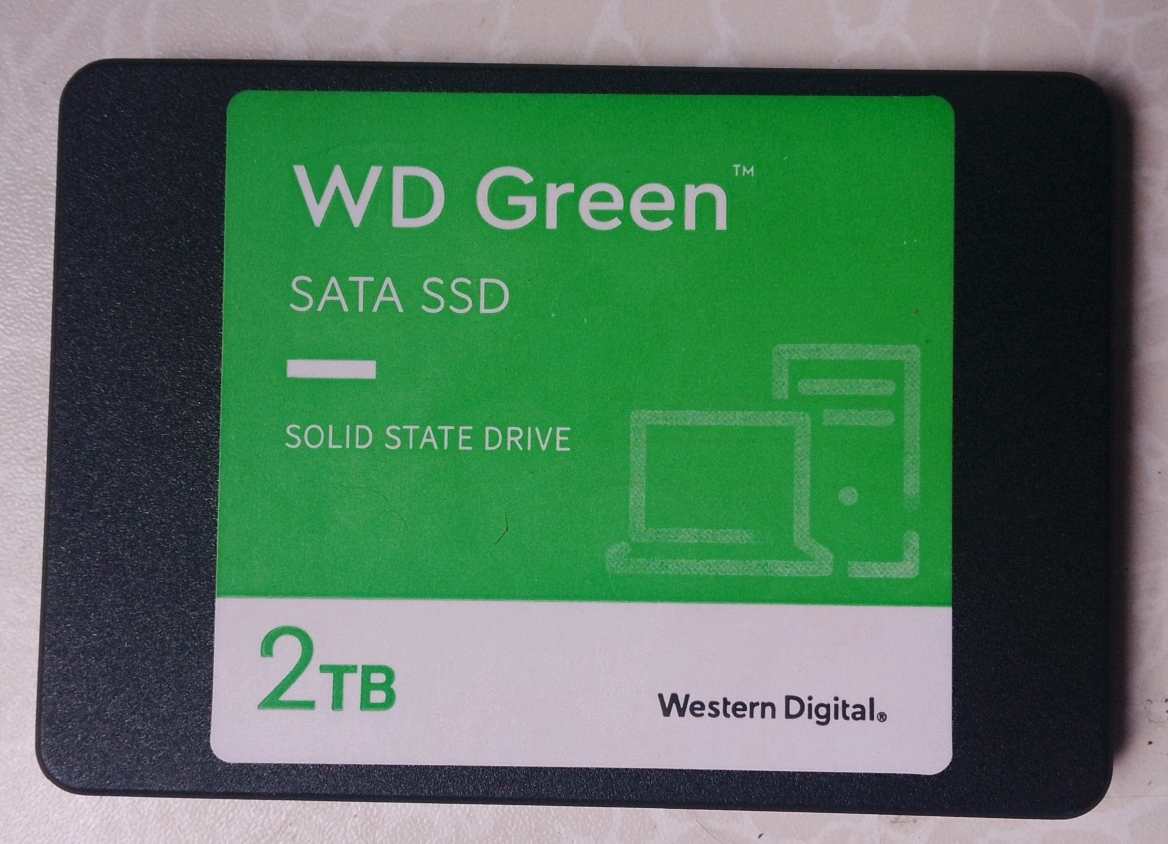 WD Green™
SATA SSD
SOLID STATE DRIVE
2TB
Western Digital®